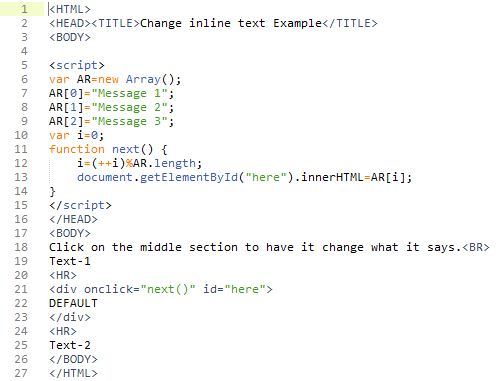 1 <HTML>
2 <HEAD><TITLE>Change inline text Example</TITLE>
3 <BODY>
4
5 <script>
6 var AR=new Array();
7 AR[0]="Message 1";
8 AR[1]="Message 2";
9 AR[2]="Message 3";
10 var i=0;
11 function next() {
12     i=(++i)%AR.length;
13     document.getElementById("here").innerHTML=AR[i];
14 }
15 </script>
16 </HEAD>
17 <BODY>
18 Click on the middle section to have it change what it says.<BR>
19 Text-1
20 <HR>
21 <div onclick="next()" id="here">
22 DEFAULT
23 </div>
24 <HR>
25 Text-2
26 </BODY>
27 </HTML>